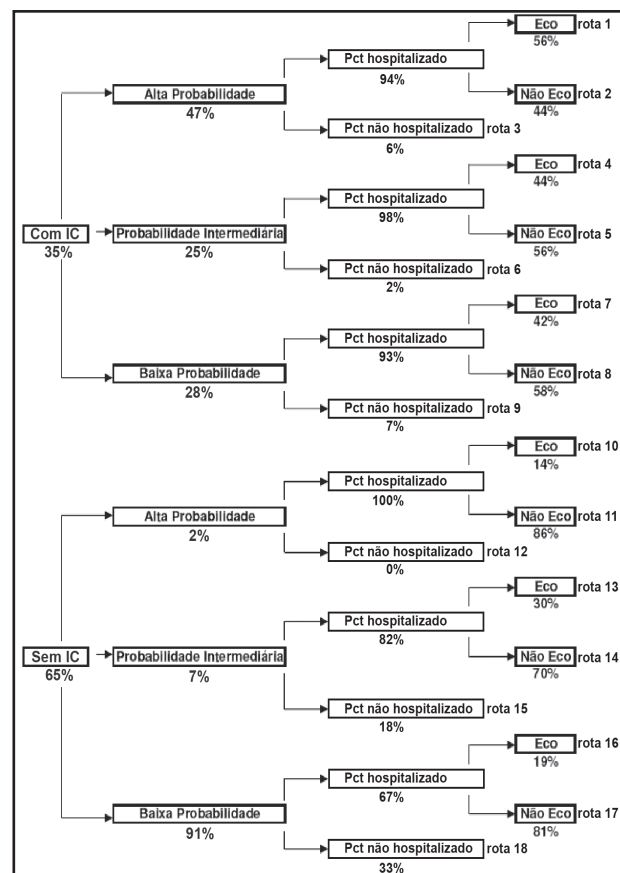 Eco rota 1
56%
Pct hospitalizado
94%
Alta Probabilidade
47%
Não Eco rota 2
44%
Pct não hospitalizado rota 3
6%
Eco rota 4
44%
Pct hospitalizado
98%
Com IC
35%
Probabilidade Intermediária
25%
Não Eco rota 5
56%
Pct não hospitalizado rota 6
2%
Eco rota 7
42%
Pct hospitalizado
93%
Baixa Probabilidade
28%
Não Eco rota 8
58%
Pct não hospitalizado rota 9
7%
Eco rota 10
14%
Pct hospitalizado
100%
Alta Probabilidade
2%
Não Eco rota 11
86%
Pct não hospitalizado rota 12
0%
Eco rota 13
30%
Pct hospitalizado
82%
Sem IC
65%
Probabilidade Intermediária
7%
Não Eco rota 14
70%
Pct não hospitalizado rota 15
18%
Eco rota 16
19%
Pct hospitalizado
67%
Baixa Probabilidade
91%
Não Eco rota 17
81%
Pct não hospitalizado rota 18
33%